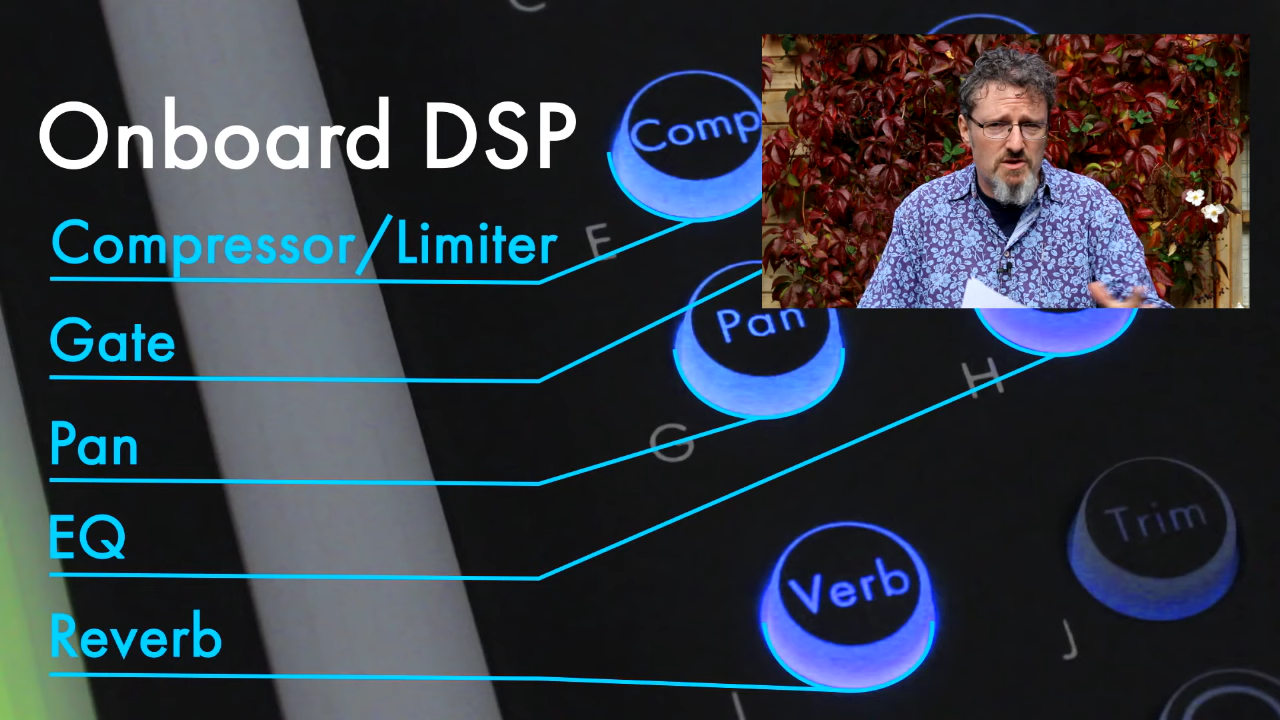 C
Onboard DSP
Comp
Compressor/Limiter
E
Gate
Pan
Pan
H
G
EQ
Trim
Verb
Reverb
J